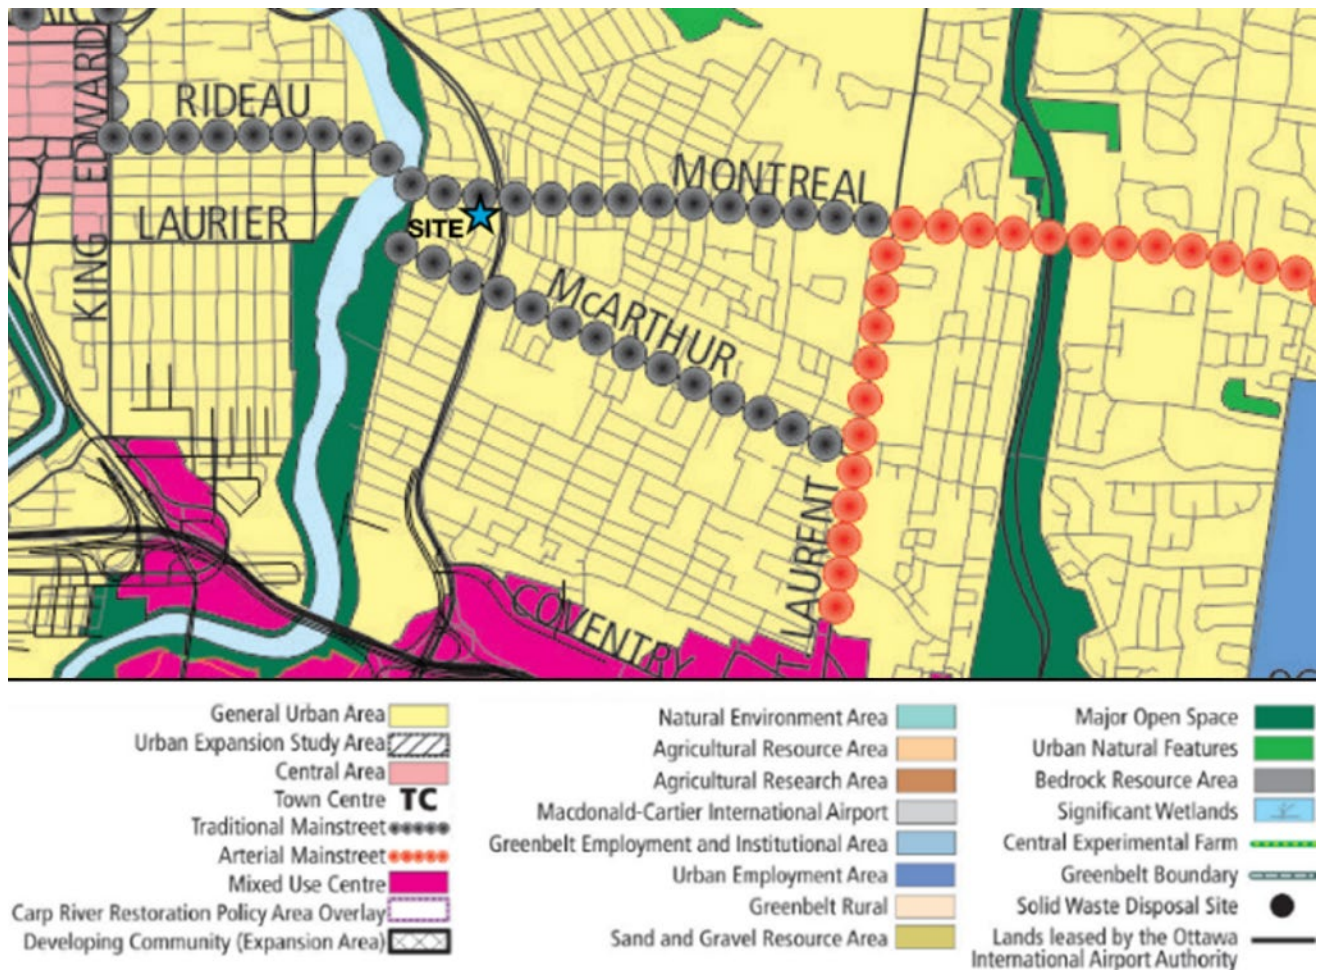 RIDEAU
KING EDWARD
LAURIER
SITE
MONTREAL
McARTHUR
LAURENT
COVENTRY
General Urban Area
Urban Expansion Study Area
Central Area
Town Centre TC
Traditional Mainstreet
Arterial Mainstreet
Mixed Use Centre
Carp River Restoration Policy Area Overlay
Developing Community (Expansion Area)
Natural Environment Area
Agricultural Resource Area
Agricultural Research Area
Macdonald-Cartier International Airport
Greenbelt Employment and Institutional Area
Urban Employment Area
Greenbelt Rural
Sand and Gravel Resource Area
Major Open Space
Urban Natural Features
Bedrock Resource Area
Significant Wetlands
Central Experimental Farm
Greenbelt Boundary
Solid Waste Disposal Site
Lands leased by the Ottawa
International Airport Authority